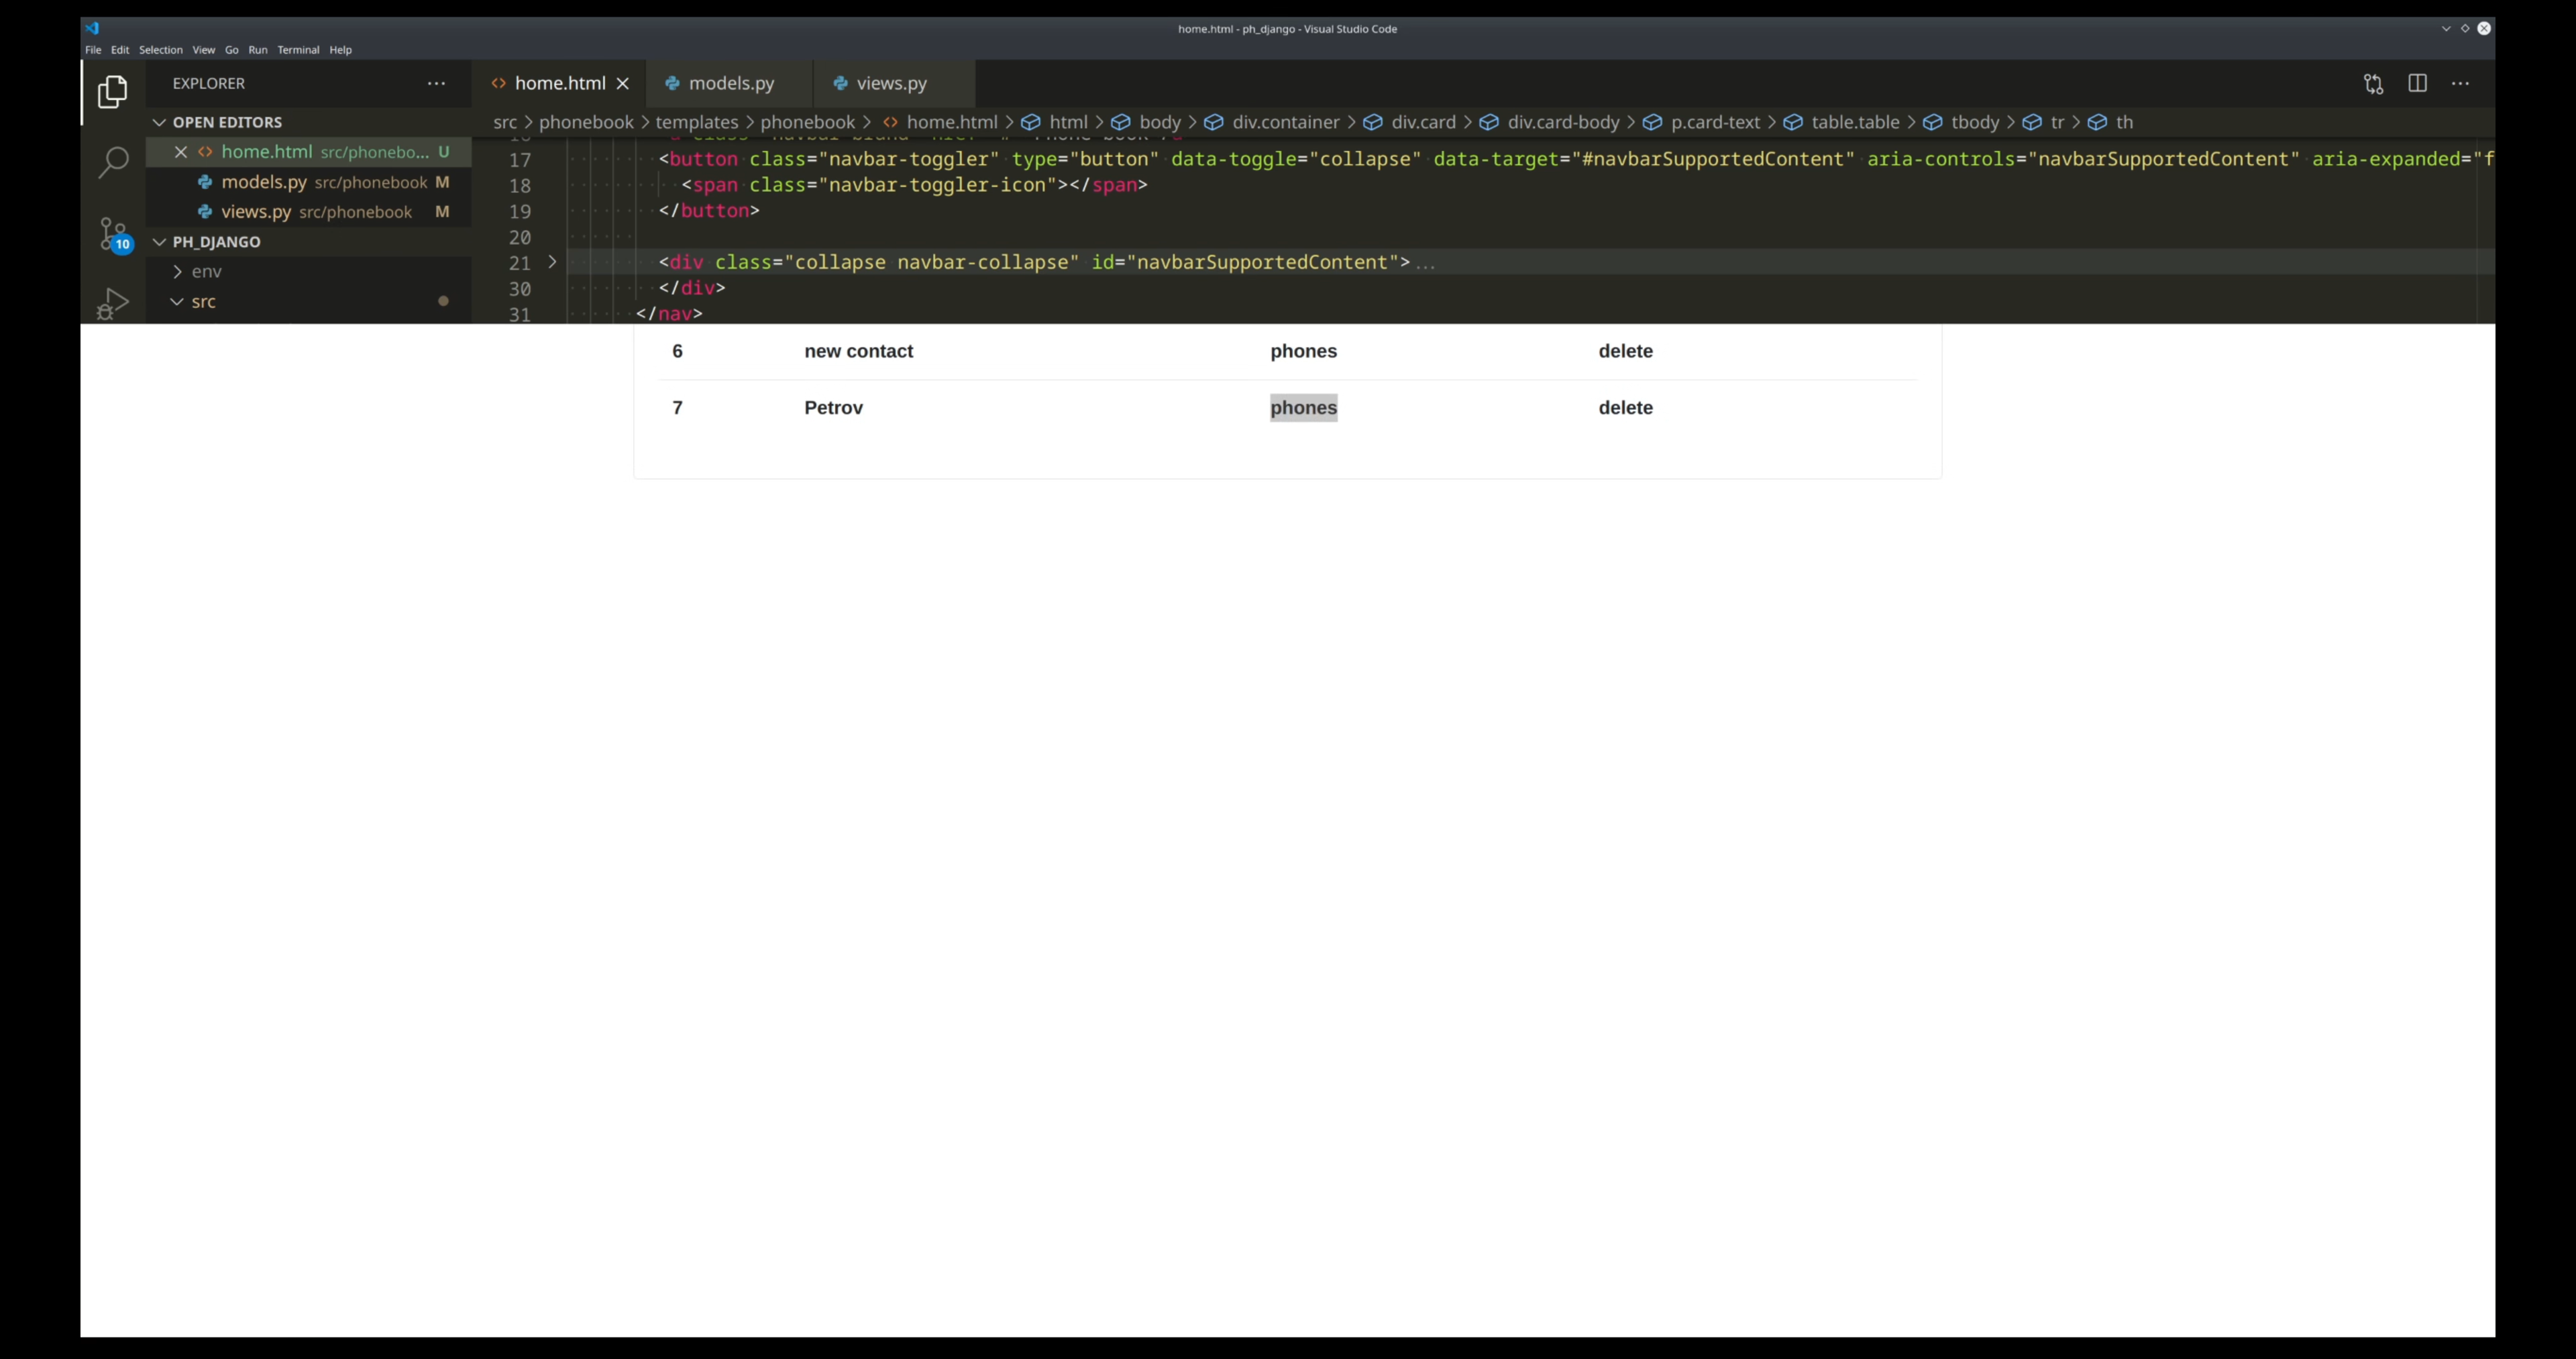 home.html - ph_django - Visual Studio Code
File Edit Selection View Go Run Terminal Help
EXPLORER
home.html
models.py
views.py
OPEN EDITORS
src > phonebook > templates > phonebook > home.html > html > body > div.container > div.card > div.card-body > p.card-text > table.table > tbody > tr > th
home.html src/phonebo... U
models.py src/phonebook M
views.py src/phonebook M
10
PH_DJANGO
env
src
17 <button class="navbar-toggler" type="button" data-toggle="collapse" data-target="#navbarSupportedContent" aria-controls="navbarSupportedContent" aria-expanded="f
18 <span class="navbar-toggler-icon"></span>
19 </button>
20
21 <div class="collapse navbar-collapse" id="navbarSupportedContent">...
30 </div>
31 </nav>
6 new contact phones delete
7 Petrov phones delete